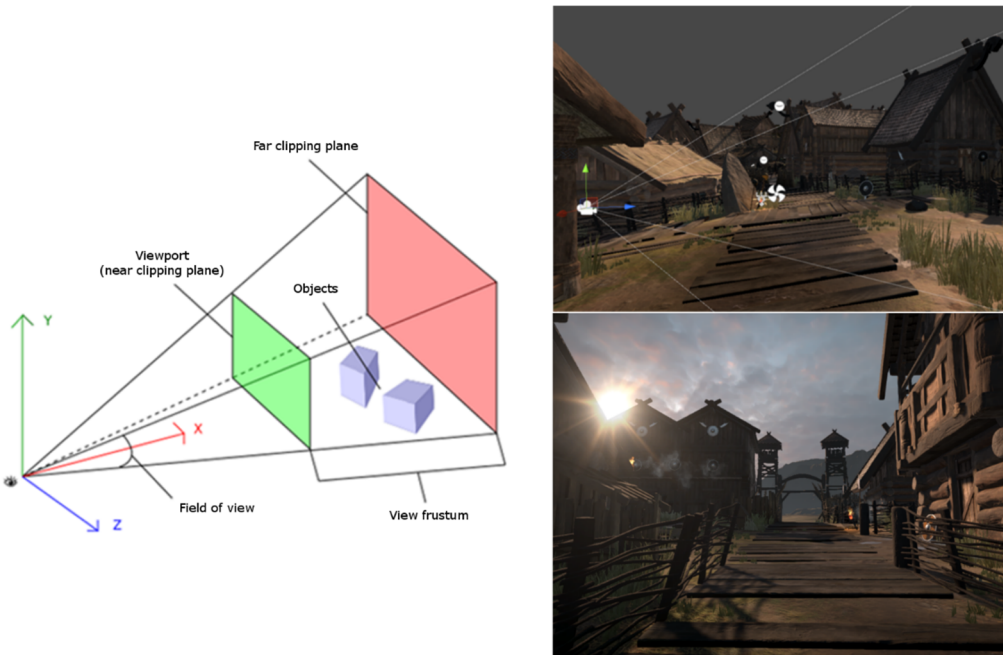 Far clipping plane
Viewport
(near clipping plane)
Objects
Y
X
Field of view
Z
View frustum